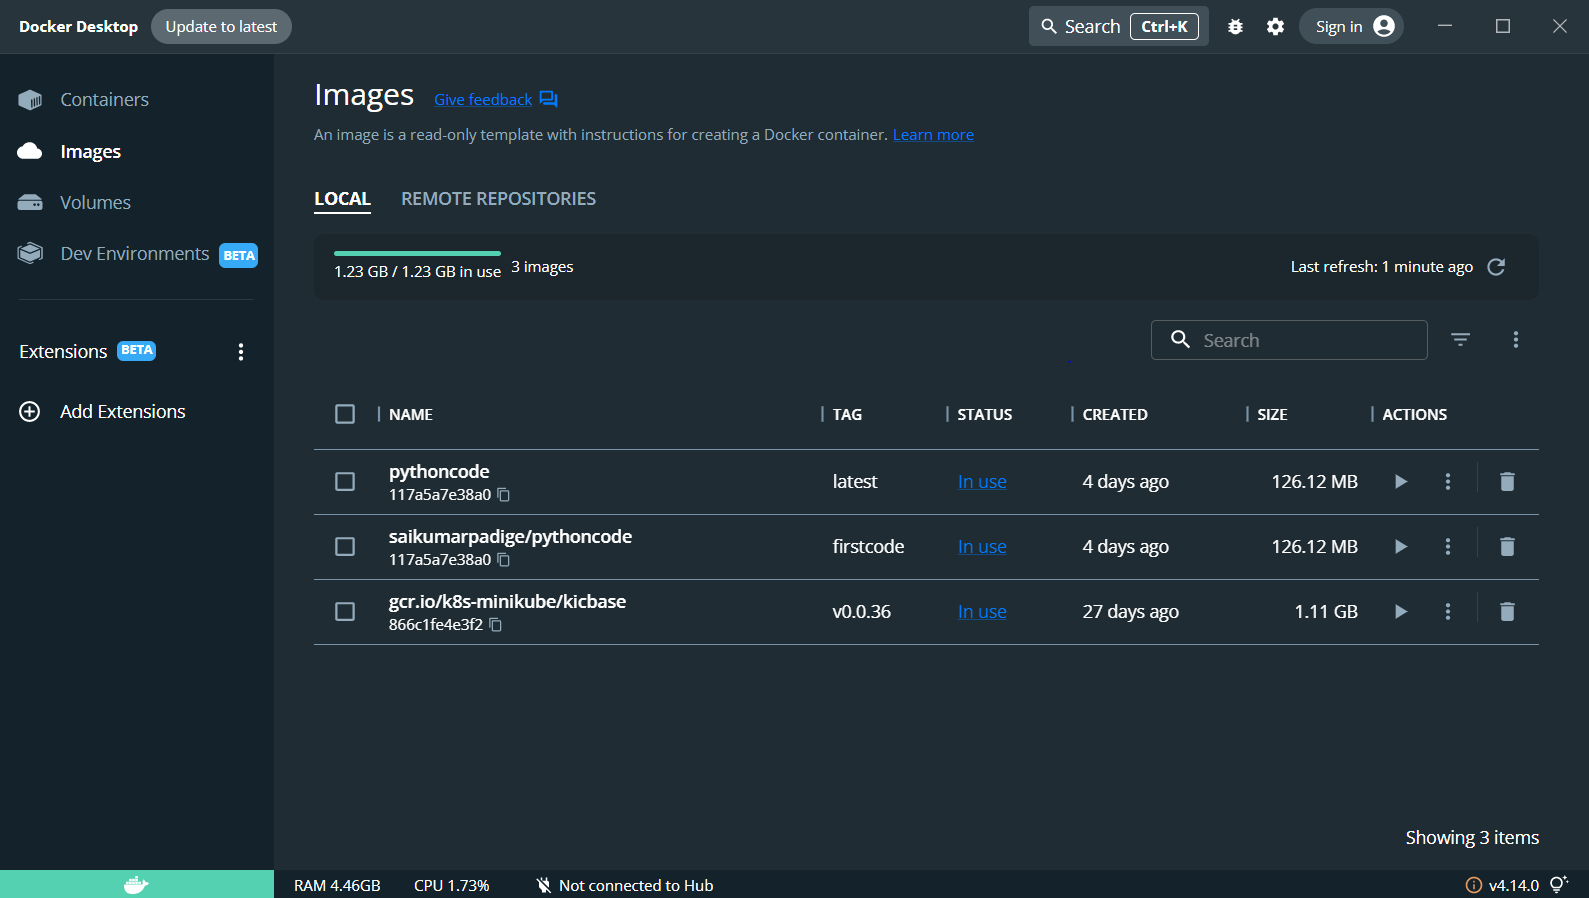 Docker Desktop Update to latest Search Ctrl+K Sign in
Containers
Images
Volumes
Dev Environments BETA
Extensions BETA
Add Extensions
Images Give feedback
An image is a read-only template with instructions for creating a Docker container. Learn more
LOCAL REMOTE REPOSITORIES
1.23 GB / 1.23 GB in use 3 images Last refresh: 1 minute ago
Search
NAME TAG STATUS CREATED SIZE ACTIONS
pythoncode
117a5a7e38a0
latest In use 4 days ago 126.12 MB
saikumarpadige/pythoncode
117a5a7e38a0
firstcode In use 4 days ago 126.12 MB
gcr.io/k8s-minikube/kicbase
866c1fe4e3f2
v0.0.36 In use 27 days ago 1.11 GB
Showing 3 items
RAM 4.46GB CPU 1.73% Not connected to Hub v4.14.0